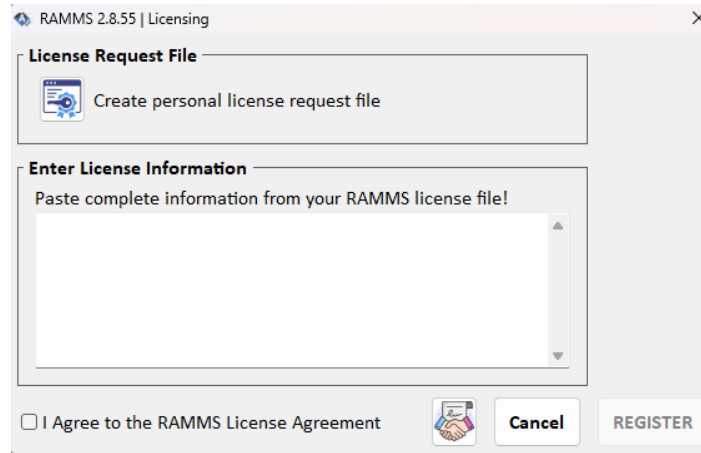 RAMMS 2.8.55 | Licensing
License Request File
Create personal license request file
Enter License Information
Paste complete information from your RAMMS license file!
I Agree to the RAMMS License Agreement
Cancel
REGISTER